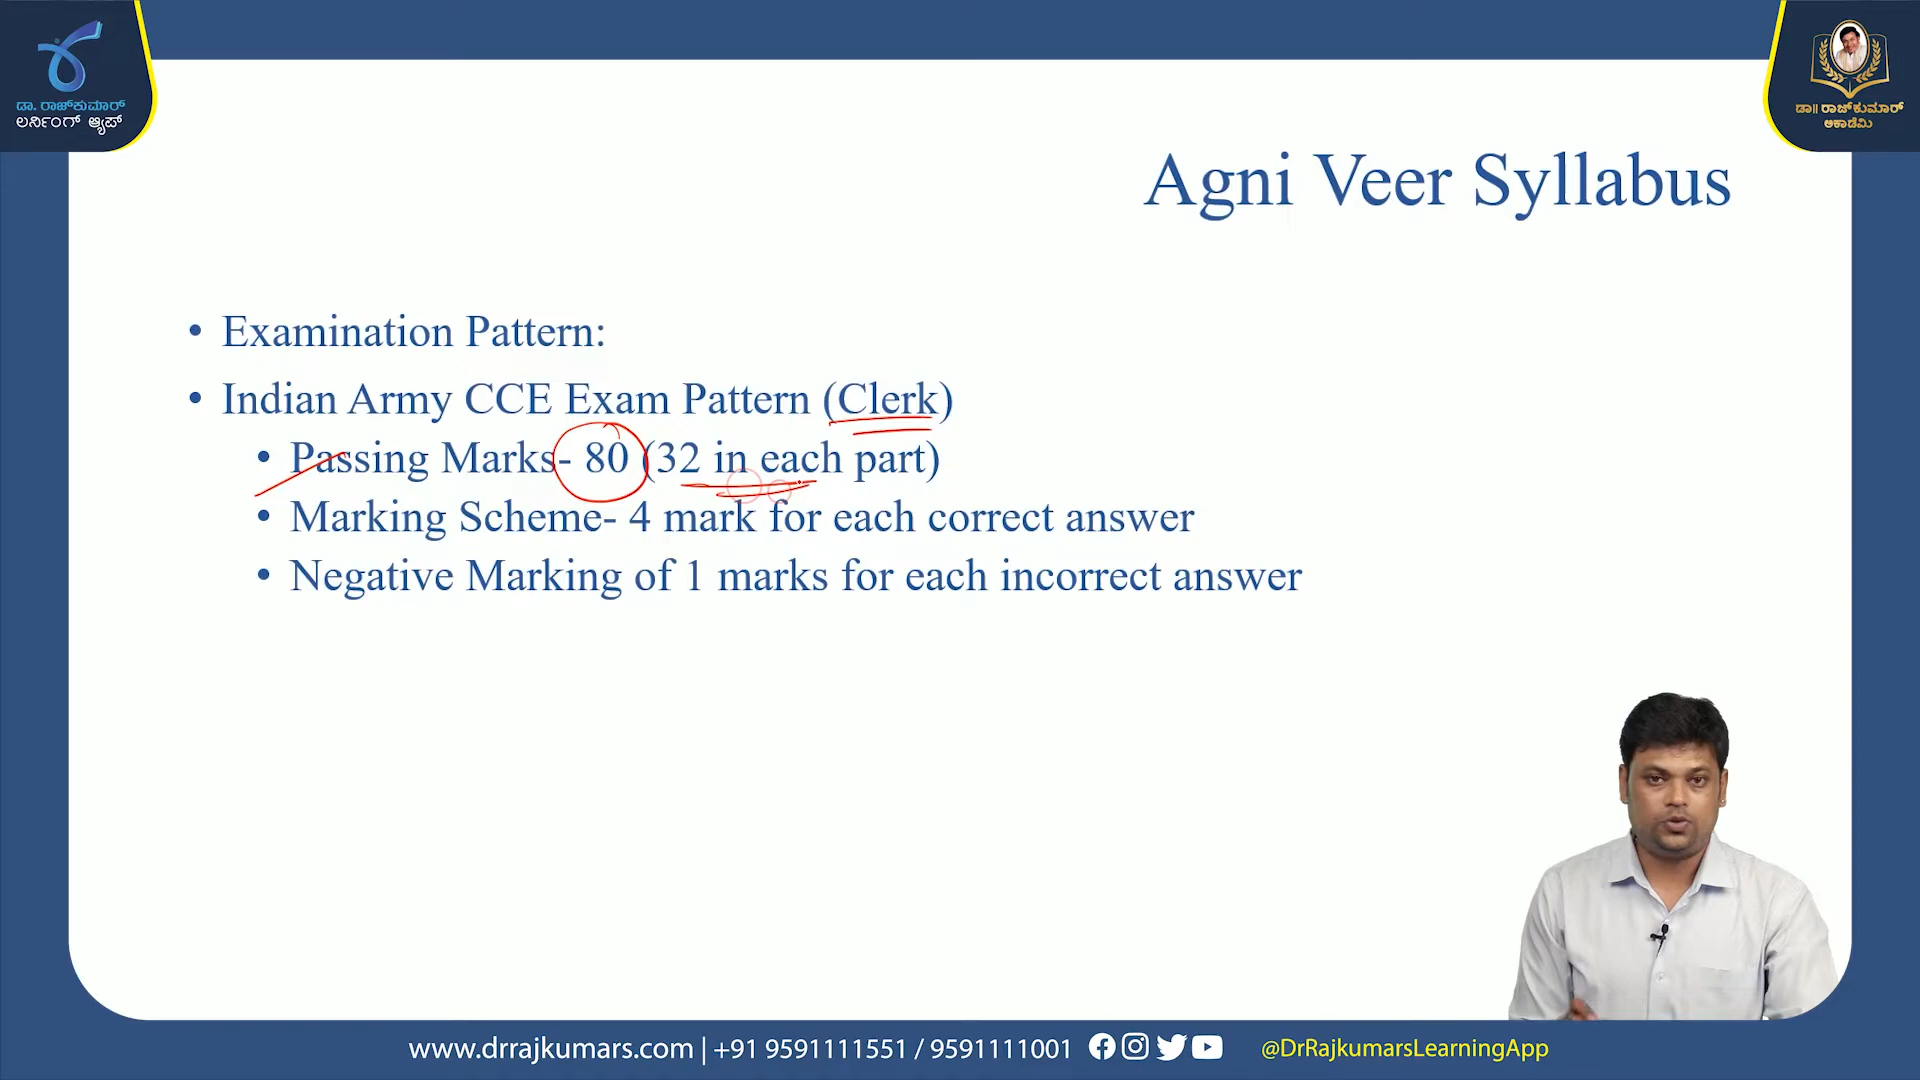 ಡಾ. ರಾಜ್‌ಕುಮಾರ್
ಲರ್ನಿಂಗ್ ಆ್ಯಪ್
ಡಾ|| ರಾಜ್‌ಕುಮಾರ್
ಅಕಾಡೆಮಿ
Agni Veer Syllabus
• Examination Pattern:
• Indian Army CCE Exam Pattern (Clerk)
• Passing Marks- 80 (32 in each part)
• Marking Scheme- 4 mark for each correct answer
• Negative Marking of 1 marks for each incorrect answer
www.drrajkumars.com | +91 9591111551 / 9591111001 @DrRajkumarsLearningApp